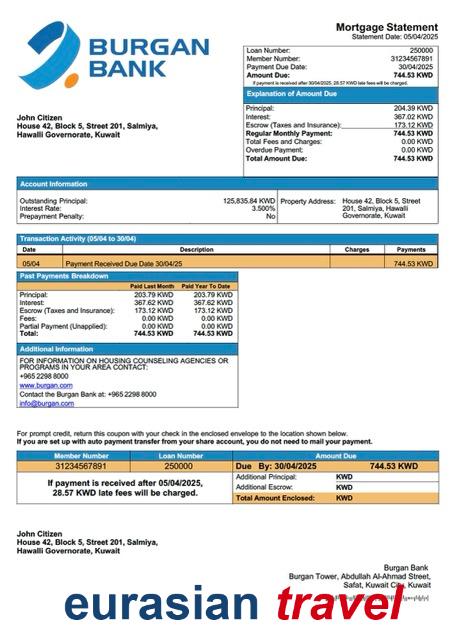 BURGAN
BANK
Mortgage Statement
Statement Date: 05/04/2025
Loan Number: 250000
Member Number: 31234567891
Payment Due Date: 30/04/2025
Amount Due: 744.53 KWD
If payment is received after 30/04/2025, 28.57 KWD late fees will be charged.
Explanation of Amount Due
Principal: 204.39 KWD
Interest: 367.02 KWD
Escrow (Taxes and Insurance): 173.12 KWD
Regular Monthly Payment: 744.53 KWD
Total Fees and Charges: 0.00 KWD
Overdue Payment: 0.00 KWD
Total Amount Due: 744.53 KWD
John Citizen
House 42, Block 5, Street 201, Salmiya,
Hawalli Governorate, Kuwait
Account Information
Outstanding Principal: 125,835.84 KWD
Interest Rate: 3.500%
Prepayment Penalty: No
Property Address: House 42, Block 5, Street
201, Salmiya, Hawalli
Governorate, Kuwait
Transaction Activity (05/04 to 30/04)
Date Description Charges Payments
05/04 Payment Received Due Date 30/04/25 744.53 KWD
Past Payments Breakdown
Paid Last Month Paid Year To Date
Principal: 203.79 KWD 203.79 KWD
Interest: 367.62 KWD 367.62 KWD
Escrow (Taxes and Insurance): 173.12 KWD 173.12 KWD
Fees: 0.00 KWD 0.00 KWD
Partial Payment (Unapplied): 0.00 KWD 0.00 KWD
Total: 744.53 KWD 744.53 KWD
Additional Information
FOR INFORMATION ON HOUSING COUNSELING AGENCIES OR
PROGRAMS IN YOUR AREA CONTACT:
+965 2298 8000
www.burgan.com
Contact the Burgan Bank at: +965 2298 8000
info@burgan.com
For prompt credit, return this coupon with your check in the enclosed envelope to the location shown below.
If you are set up with auto payment transfer from your share account, you do not need to mail your payment.
Member Number Loan Number Amount Due
31234567891 250000 Due By: 30/04/2025 744.53 KWD
If payment is received after 05/04/2025,
28.57 KWD late fees will be charged.
Additional Principal: KWD
Additional Escrow: KWD
Total Amount Enclosed: KWD
John Citizen
House 42, Block 5, Street 201, Salmiya,
Hawalli Governorate, Kuwait
Burgan Bank
Burgan Tower, Abdullah Al-Ahmad Street,
Safat, Kuwait City, Kuwait
eurasian travel